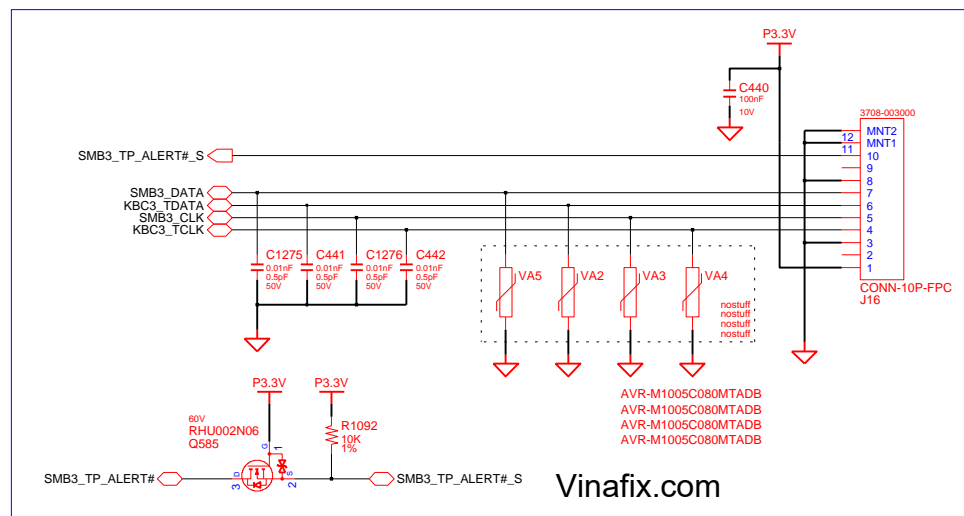 P3.3V
C440
100nF
10V
3708-003000
MNT2
12
MNT1
11
SMB3_TP_ALERT#_S
10
9
8
SMB3_DATA
7
KBC3_TDATA
6
SMB3_CLK
5
KBC3_TCLK
4
3
2
1
CONN-10P-FPC
J16
C1275
0.01nF
0.5pF
50V
C441
0.01nF
0.5pF
50V
C1276
0.01nF
0.5pF
50V
C442
0.01nF
0.5pF
50V
VA5
VA2
VA3
VA4
nostuff
nostuff
nostuff
nostuff
AVR-M1005C080MTADB
AVR-M1005C080MTADB
AVR-M1005C080MTADB
AVR-M1005C080MTADB
P3.3V
P3.3V
60V
RHU002N06
Q585
G
1
R1092
10K
1%
SMB3_TP_ALERT#
D
3
S
2
SMB3_TP_ALERT#_S
Vinafix.com